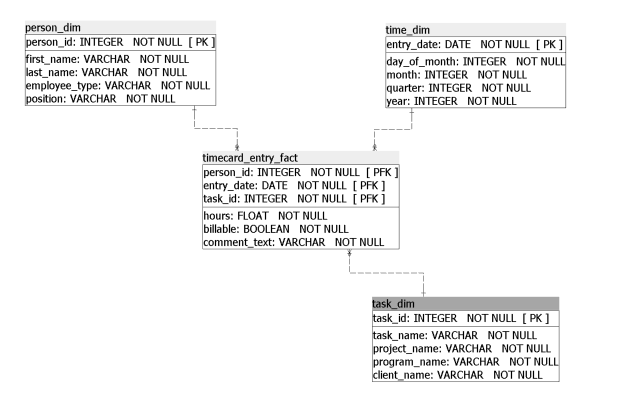 person_dim
person_id: INTEGER NOT NULL [ PK ]
first_name: VARCHAR NOT NULL
last_name: VARCHAR NOT NULL
employee_type: VARCHAR NOT NULL
position: VARCHAR NOT NULL
time_dim
entry_date: DATE NOT NULL [ PK ]
day_of_month: INTEGER NOT NULL
month: INTEGER NOT NULL
quarter: INTEGER NOT NULL
year: INTEGER NOT NULL
timecard_entry_fact
person_id: INTEGER NOT NULL [ PFK ]
entry_date: DATE NOT NULL [ PFK ]
task_id: INTEGER NOT NULL [ PFK ]
hours: FLOAT NOT NULL
billable: BOOLEAN NOT NULL
comment_text: VARCHAR NOT NULL
task_dim
task_id: INTEGER NOT NULL [ PK ]
task_name: VARCHAR NOT NULL
project_name: VARCHAR NOT NULL
program_name: VARCHAR NOT NULL
client_name: VARCHAR NOT NULL